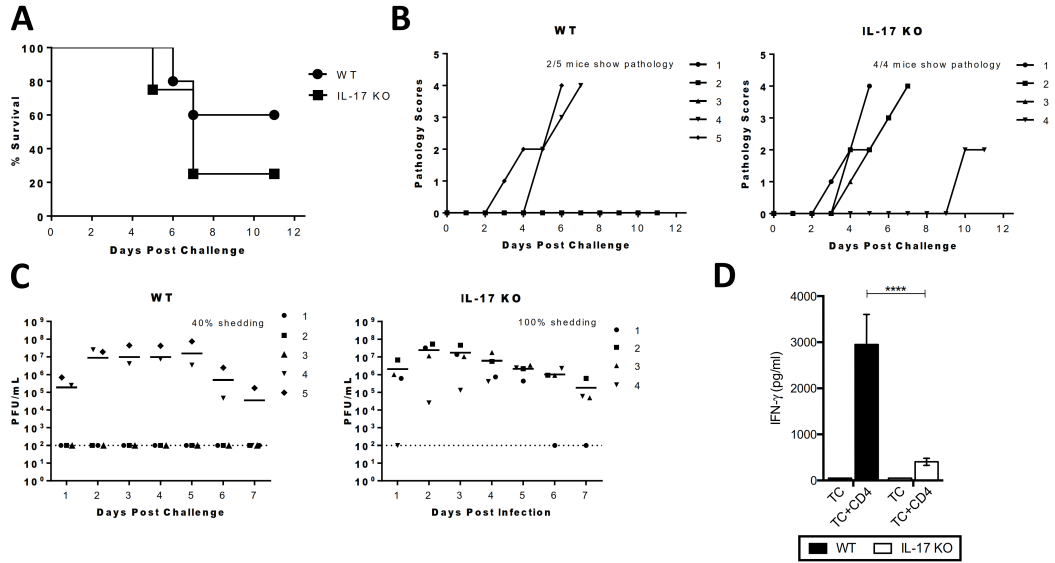 A
100
80
60
40
20
0
% Survival
0 2 4 6 8 10 12
Days Post Challenge
WT
IL-17 KO
B
WT
2/5 mice show pathology
5
4
3
2
1
0
Pathology Scores
0 2 4 6 8 10 12
Days Post Challenge
1
2
3
4
5
IL-17 KO
4/4 mice show pathology
5
4
3
2
1
0
Pathology Scores
0 2 4 6 8 10 12
Days Post Challenge
1
2
3
4
C
WT
40% shedding
10⁹
10⁸
10⁷
10⁶
10⁵
10⁴
10³
10²
10¹
10⁰
PFU/mL
1 2 3 4 5 6 7
Days Post Challenge
1
2
3
4
5
IL-17 KO
100% shedding
10⁹
10⁸
10⁷
10⁶
10⁵
10⁴
10³
10²
10¹
10⁰
PFU/mL
1 2 3 4 5 6 7
Days Post Infection
1
2
3
4
D
****
4000
3000
2000
1000
0
IFN-γ (pg/ml)
TC
TC+CD4
TC
TC+CD4
WT IL-17 KO